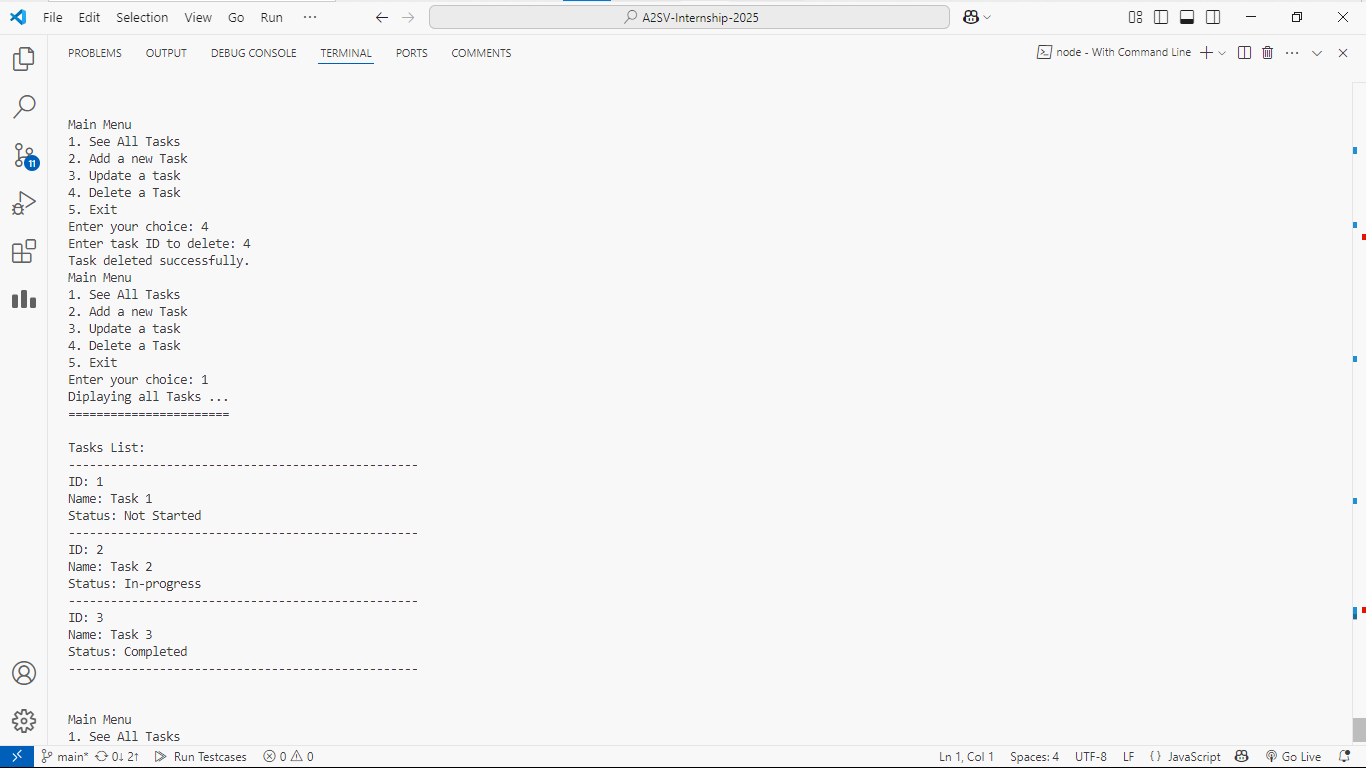 File Edit Selection View Go Run ··· A2SV-Internship-2025
PROBLEMS OUTPUT DEBUG CONSOLE TERMINAL PORTS COMMENTS node - With Command Line
11
Main Menu
1. See All Tasks
2. Add a new Task
3. Update a task
4. Delete a Task
5. Exit
Enter your choice: 4
Enter task ID to delete: 4
Task deleted successfully.
Main Menu
1. See All Tasks
2. Add a new Task
3. Update a task
4. Delete a Task
5. Exit
Enter your choice: 1
Diplaying all Tasks ...
=======================
Tasks List:
--------------------------------------------------
ID: 1
Name: Task 1
Status: Not Started
--------------------------------------------------
ID: 2
Name: Task 2
Status: In-progress
--------------------------------------------------
ID: 3
Name: Task 3
Status: Completed
--------------------------------------------------
Main Menu
1. See All Tasks
main* 0↓ 2↑ Run Testcases 0 0 Ln 1, Col 1 Spaces: 4 UTF-8 LF {} JavaScript Go Live